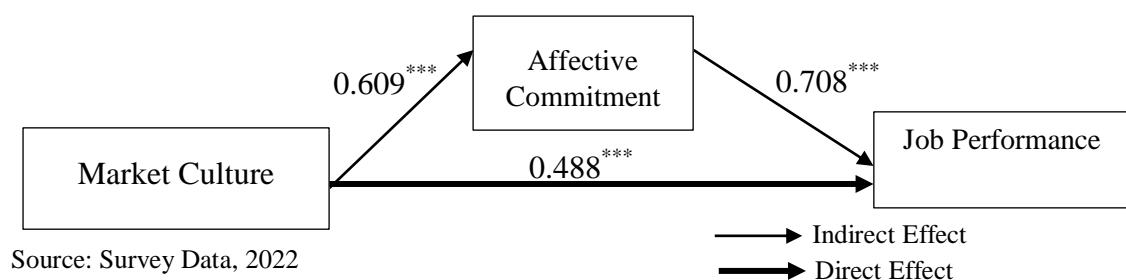 Affective
Commitment
0.609***
0.708***
Job Performance
Market Culture
0.488***
Indirect Effect
Source: Survey Data, 2022
Direct Effect